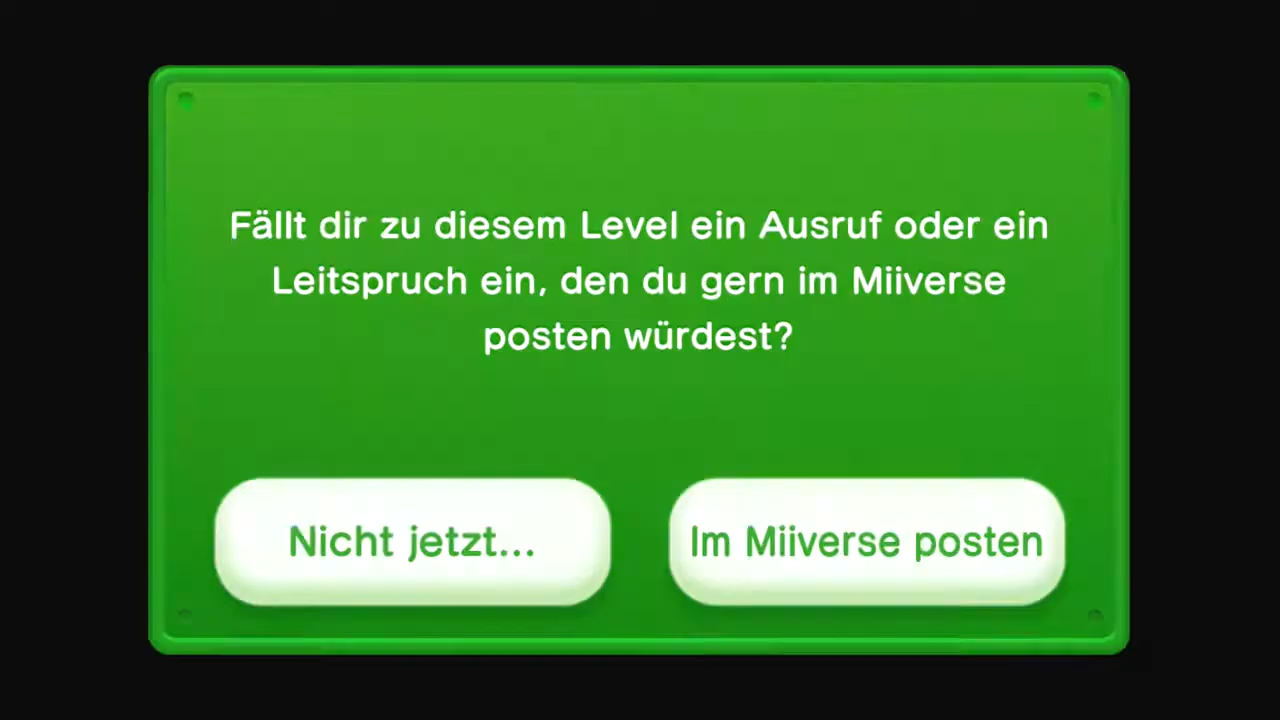 Fällt dir zu diesem Level ein Ausruf oder ein
Leitspruch ein, den du gern im Miiverse
posten würdest?
Nicht jetzt...
Im Miiverse posten